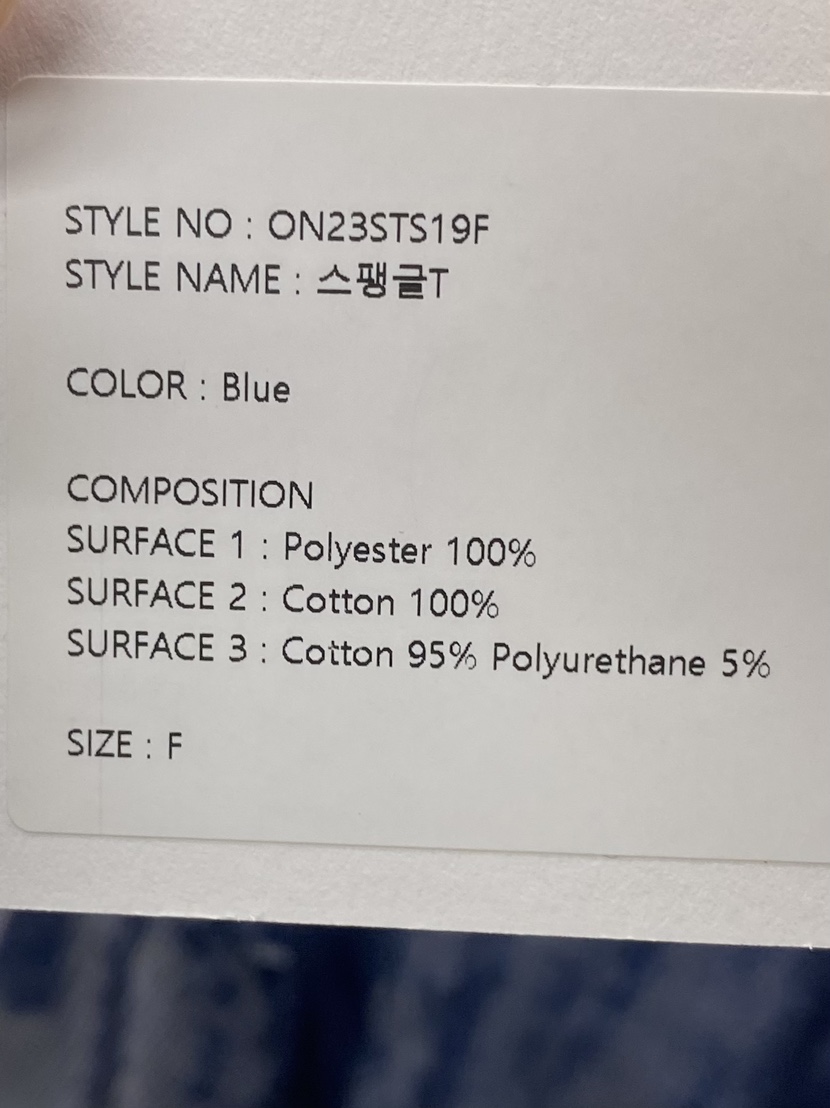 STYLE NO : ON23STS19F
STYLE NAME : 스팽글T
COLOR : Blue
COMPOSITION
SURFACE 1 : Polyester 100%
SURFACE 2 : Cotton 100%
SURFACE 3 : Cotton 95% Polyurethane 5%
SIZE : F